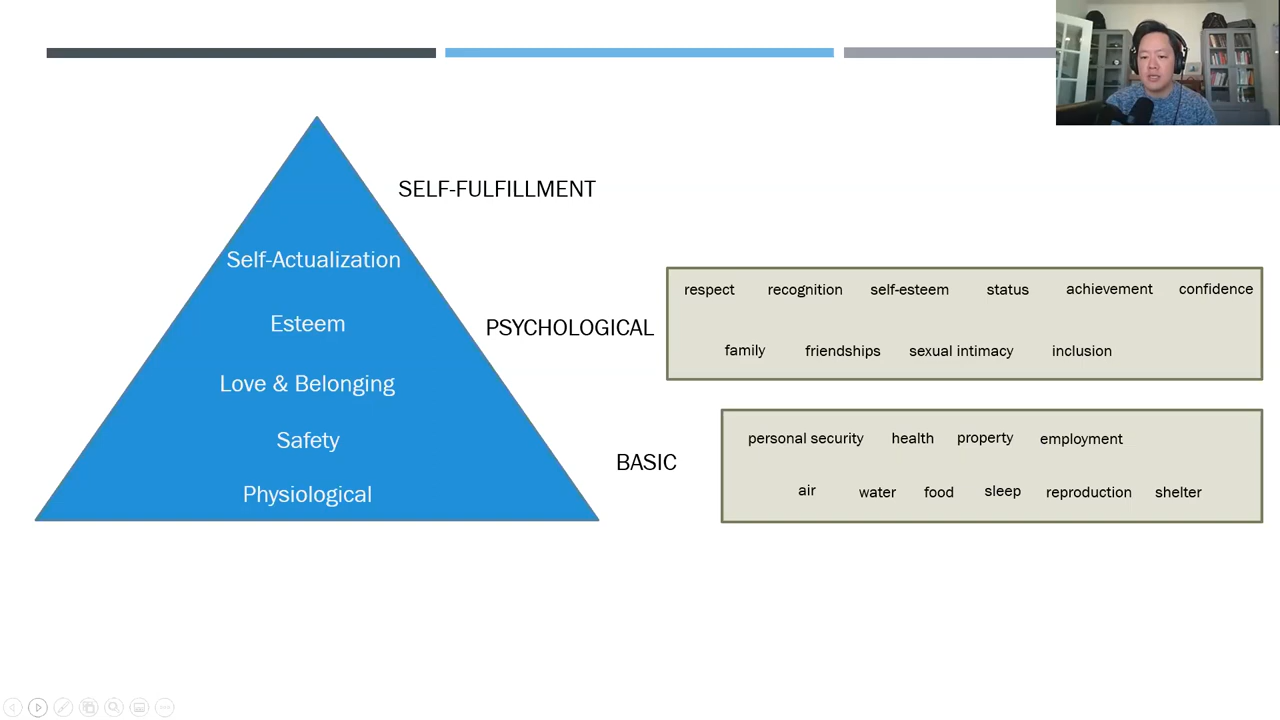 SELF-FULFILLMENT
Self-Actualization
respect recognition self-esteem status achievement confidence
Esteem
PSYCHOLOGICAL
family friendships sexual intimacy inclusion
Love & Belonging
personal security health property employment
Safety
BASIC
air water food sleep reproduction shelter
Physiological